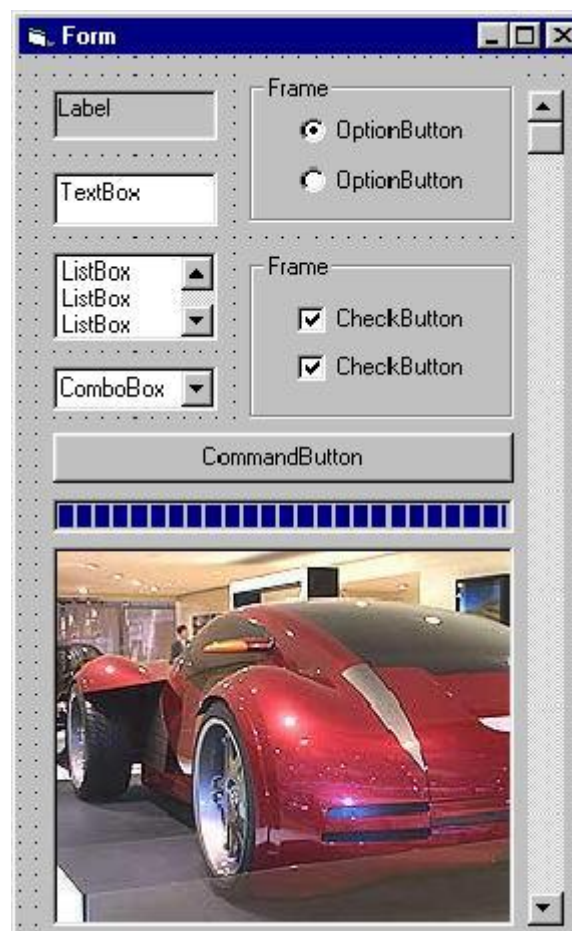 Form
Label
TextBox
ListBox
ListBox
ListBox
ComboBox
Frame
OptionButton
OptionButton
Frame
CheckButton
CheckButton
CommandButton